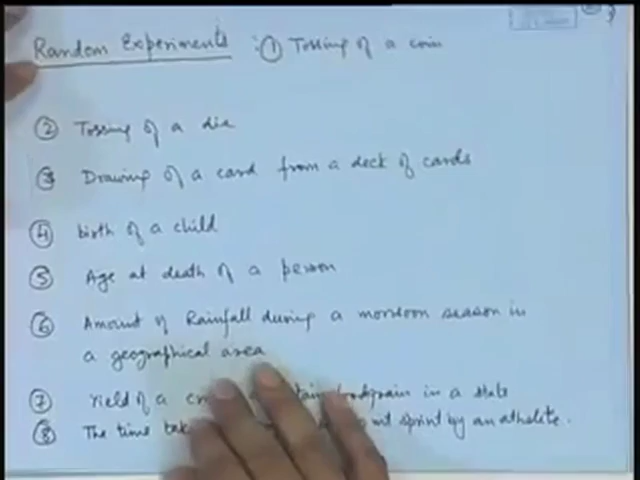 Random Experiments : ① Tossing of a coin
② Tossing of a die
③ Drawing of a card from a deck of cards
④ birth of a child
⑤ Age at death of a person
⑥ Amount of Rainfall during a monsoon season in
a geographical area
⑦ Yield of a in a state
⑧ The time sprint by an athelite.